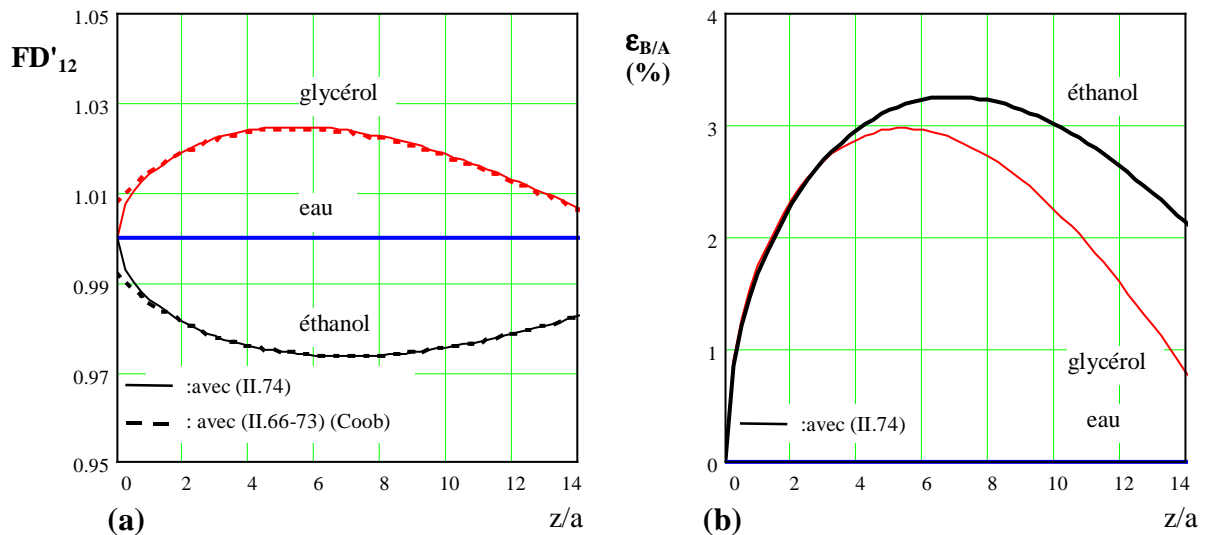 1.05
FD'12
1.03
1.01
0.99
0.97
0.95
glycérol
eau
éthanol
:avec (II.74)
: avec (II.66-73) (Coob)
0 2 4 6 8 10 12 14
(a)
z/a
4
εB/A
(%)
3
2
1
0
éthanol
glycérol
eau
:avec (II.74)
0 2 4 6 8 10 12 14
(b)
z/a